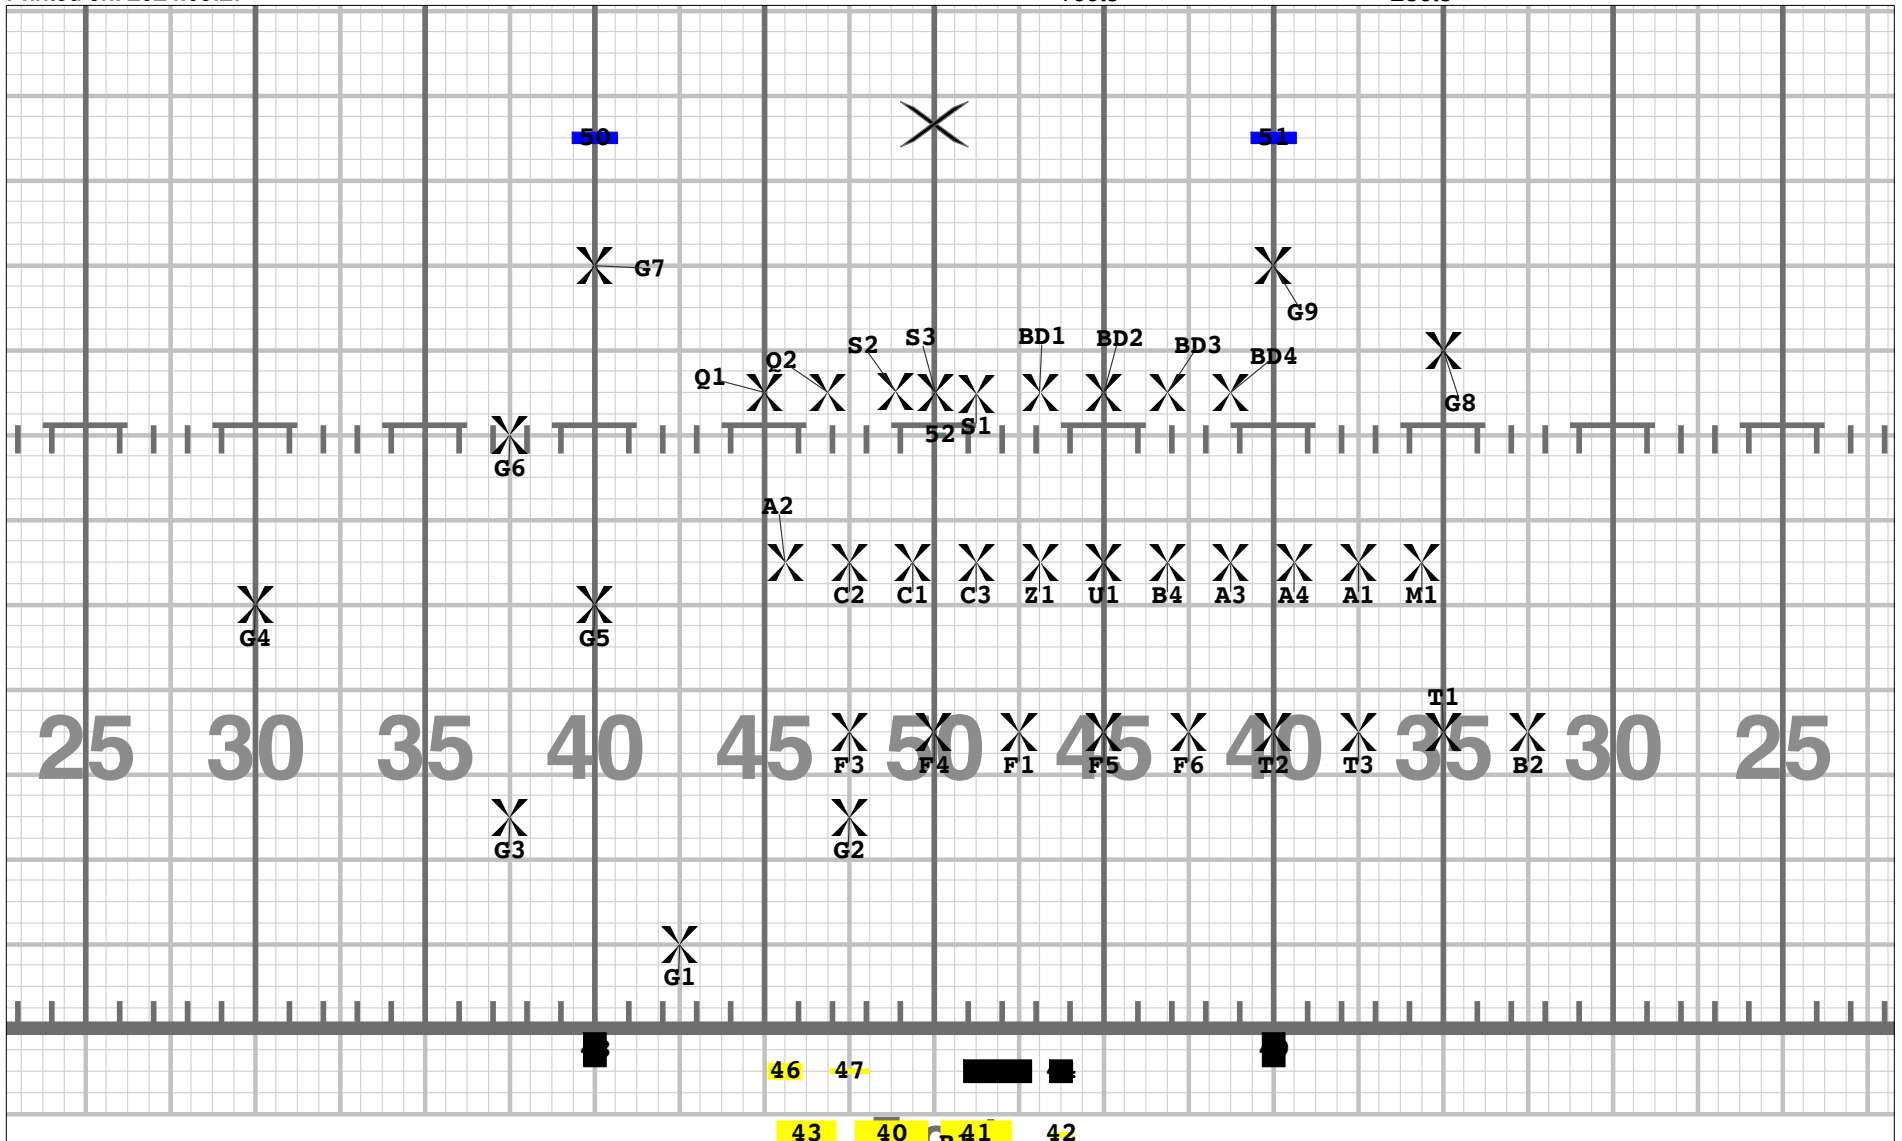 50 51
G7
G9
S3 BD1 BD2
S2 BD3
Q2 BD4
Q1
G8
52 S1
G6
A2
C2 C1 C3 Z1 U1 B4 A3 A4 A1 M1
G4 G5
T1
25 30 35 40 45 50 45 40 35 30 25
F3 F4 F1 F5 F6 T2 T3 B2
G3 G2
G1
46 47
43 40 41 42